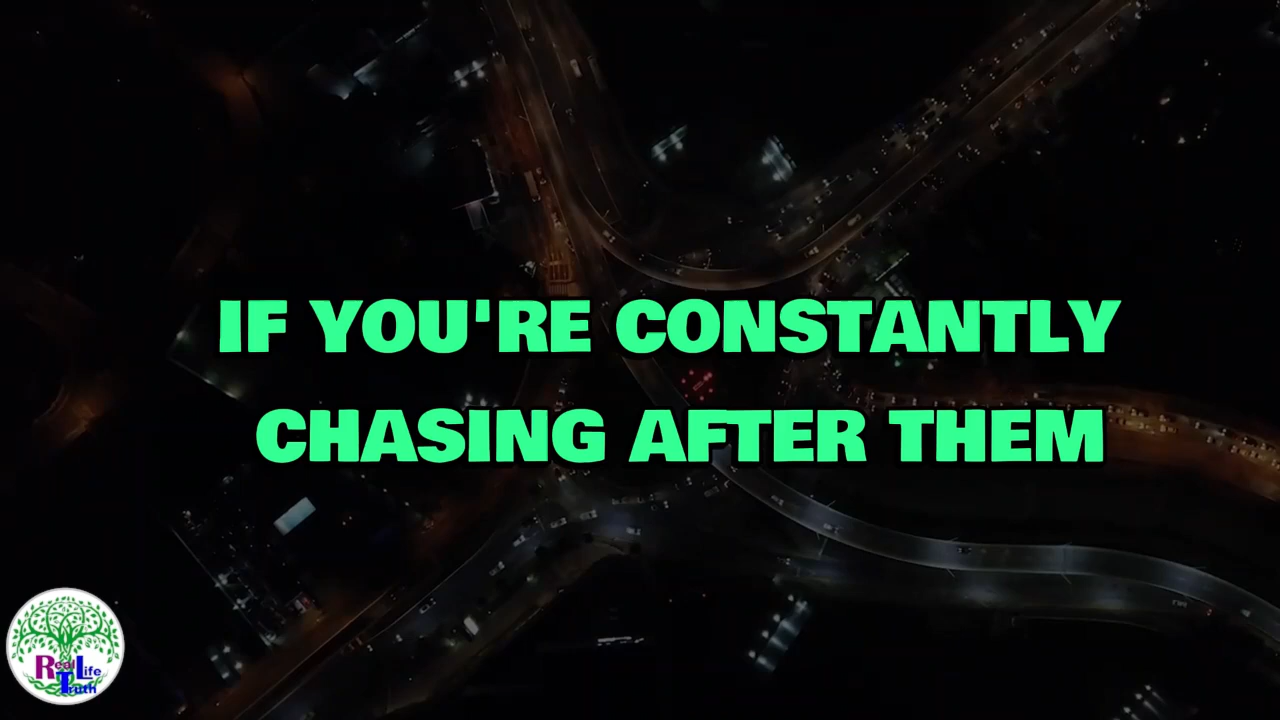 IF YOU'RE CONSTANTLY
CHASING AFTER THEM
Real Life
Truth